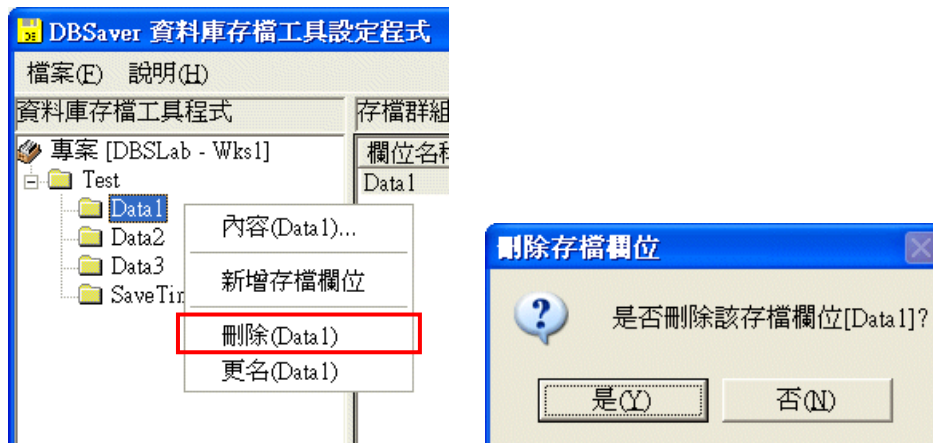 DBSaver 資料庫存檔工具設定程式
檔案(F) 說明(H)
資料庫存檔工具程式
存檔群組
專案 [DBSLab - Wks1]
欄位名稱
Test
Data1
Data1
Data2
Data3
SaveTim
內容(Data1)...
新增存檔欄位
刪除(Data1)
更名(Data1)
刪除存檔欄位
是否刪除該存檔欄位[Data1]?
是(Y)
否(N)